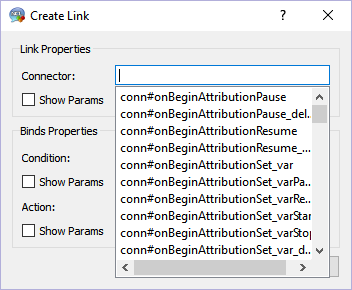 Create Link
?
Link Properties
Connector:
Show Params
conn#onBeginAttributionPause
conn#onBeginAttributionPause_del...
conn#onBeginAttributionResume
conn#onBeginAttributionResume_...
conn#onBeginAttributionSet_var
conn#onBeginAttributionSet_varPa...
conn#onBeginAttributionSet_varRe...
conn#onBeginAttributionSet_varStart
conn#onBeginAttributionSet_varStop
conn#onBeginAttributionSet_var_d...
Binds Properties
Condition:
Show Params
Action:
Show Params